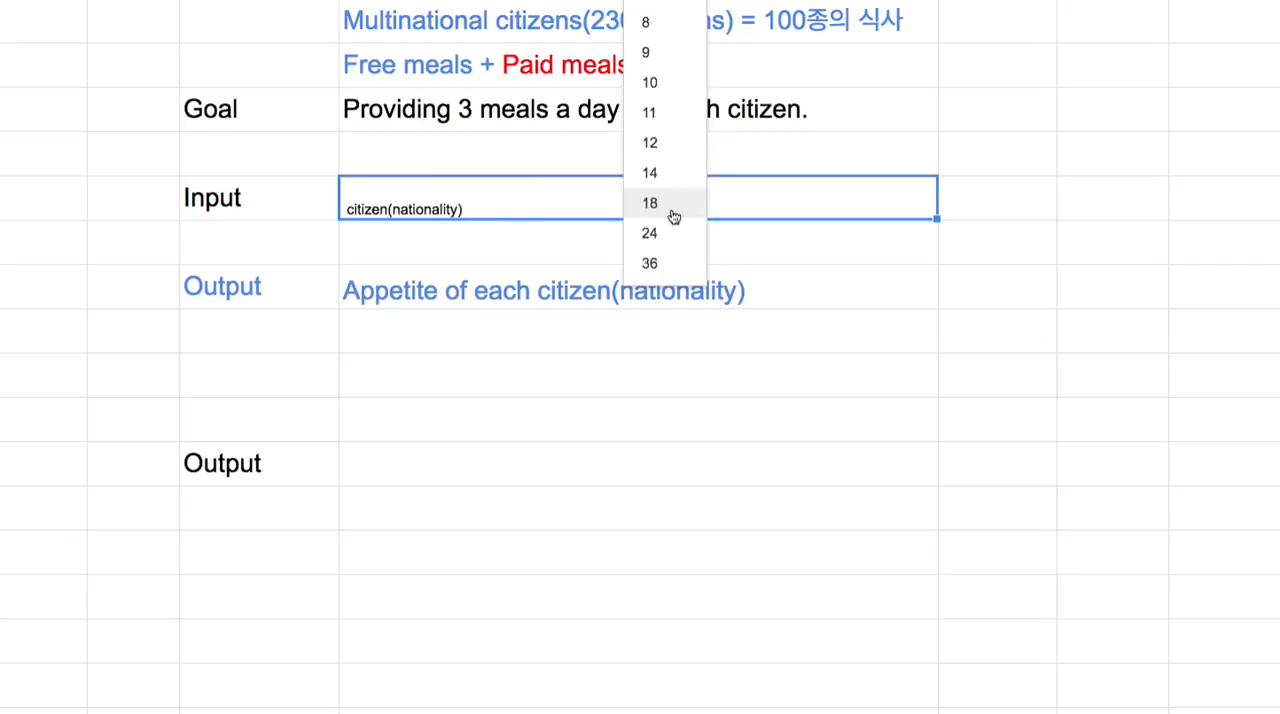 Multinational citizens(230 ns) = 100종의 식사
Free meals + Paid meals
Goal Providing 3 meals a day h citizen.
Input citizen(nationality)
Output Appetite of each citizen(nationality)
Output
8
9
10
11
12
14
18
24
36